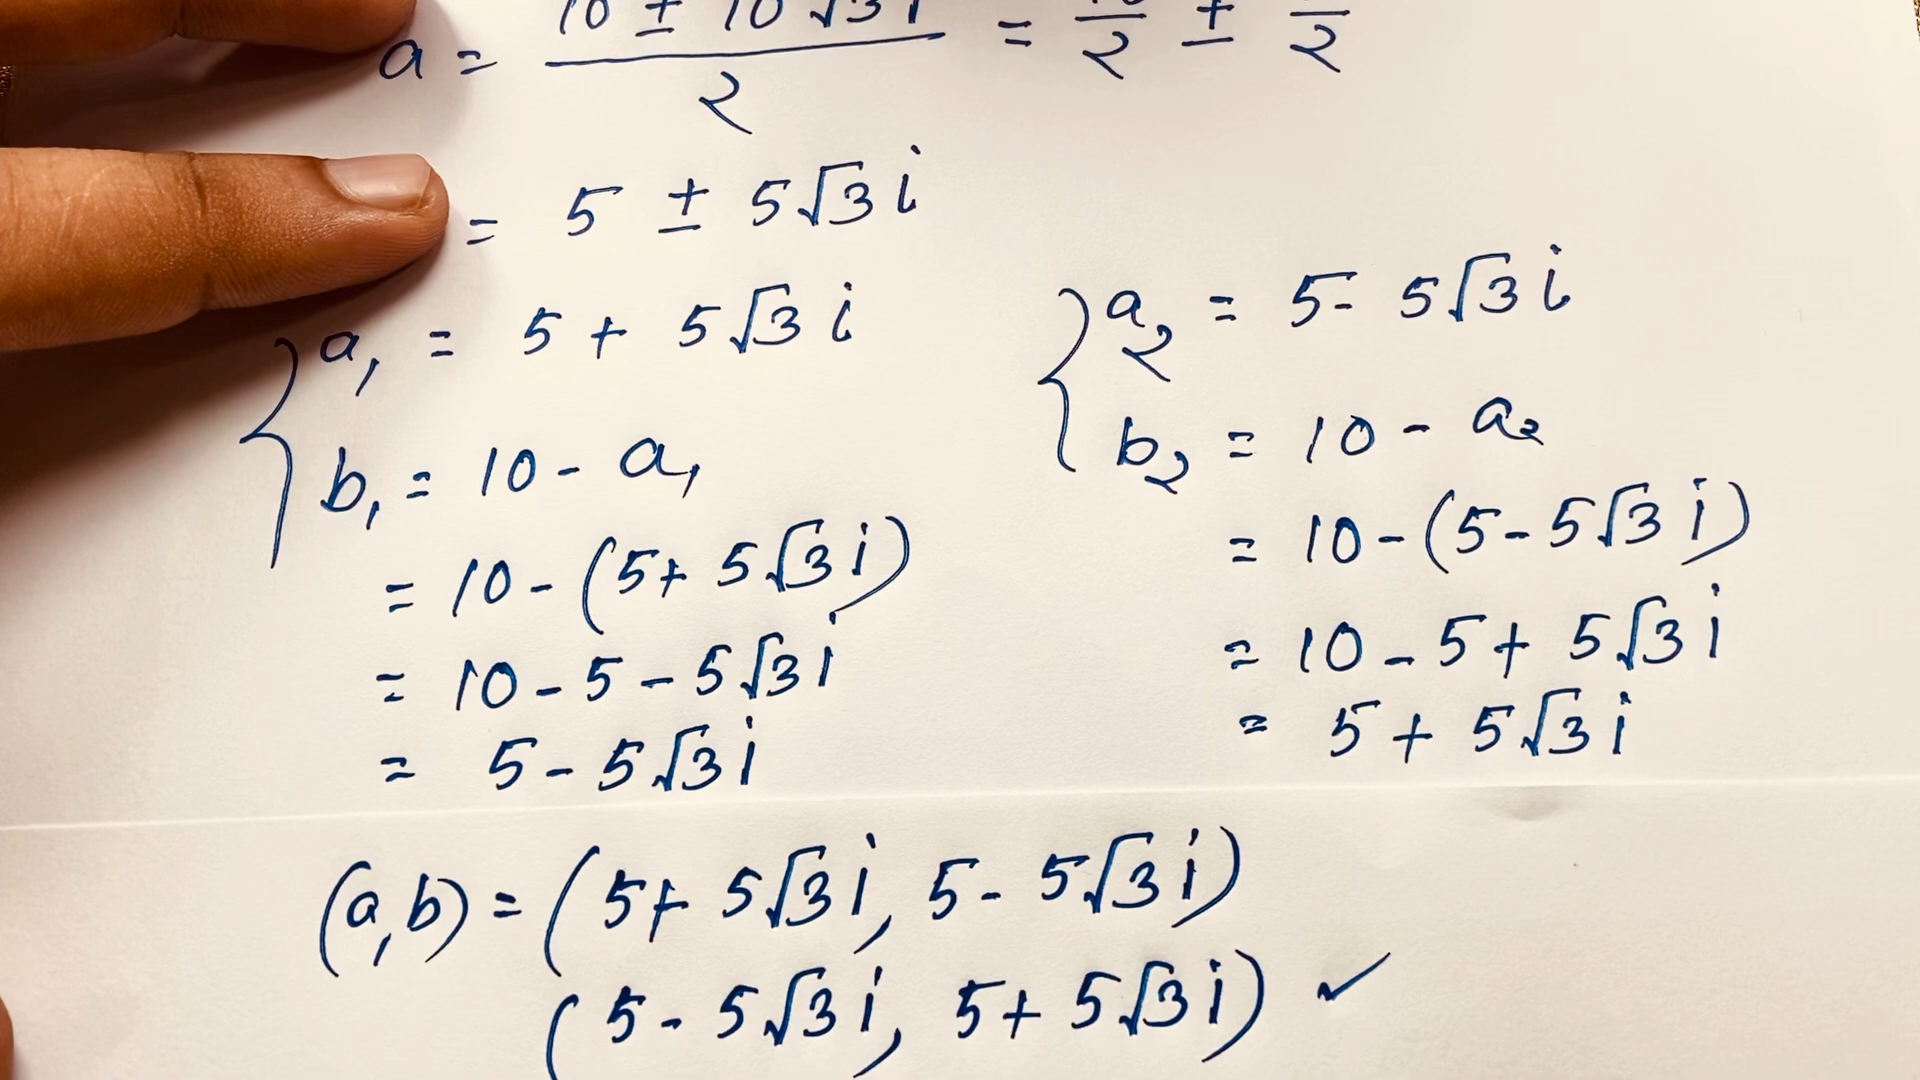 a = 10 ± 10√3 i / 2 = /2 ± /2
= 5 ± 5√3 i
a₁ = 5 + 5√3 i
b₁ = 10 - a₁
= 10 - (5 + 5√3 i)
= 10 - 5 - 5√3 i
= 5 - 5√3 i
a₂ = 5 - 5√3 i
b₂ = 10 - a₂
= 10 - (5 - 5√3 i)
= 10 - 5 + 5√3 i
= 5 + 5√3 i
(a,b) = (5 + 5√3 i, 5 - 5√3 i)
(5 - 5√3 i, 5 + 5√3 i) ✓